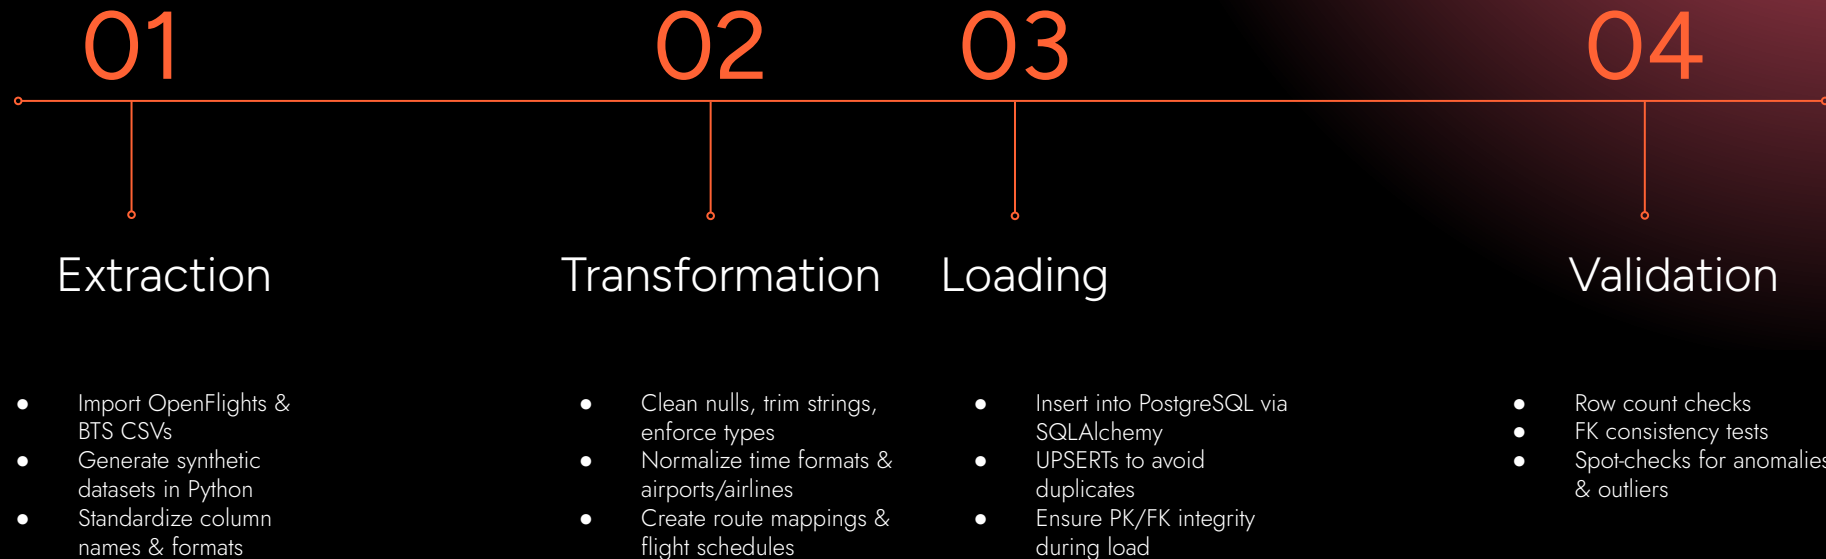 01
02
03
04
Extraction
Transformation
Loading
Validation
● Import OpenFlights &
BTS CSVs
● Generate synthetic
datasets in Python
● Standardize column
names & formats
● Clean nulls, trim strings,
enforce types
● Normalize time formats &
airports/airlines
● Create route mappings &
flight schedules
● Insert into PostgreSQL via
SQLAlchemy
● UPSERTs to avoid
duplicates
● Ensure PK/FK integrity
during load
● Row count checks
● FK consistency tests
● Spot-checks for anomalies
& outliers